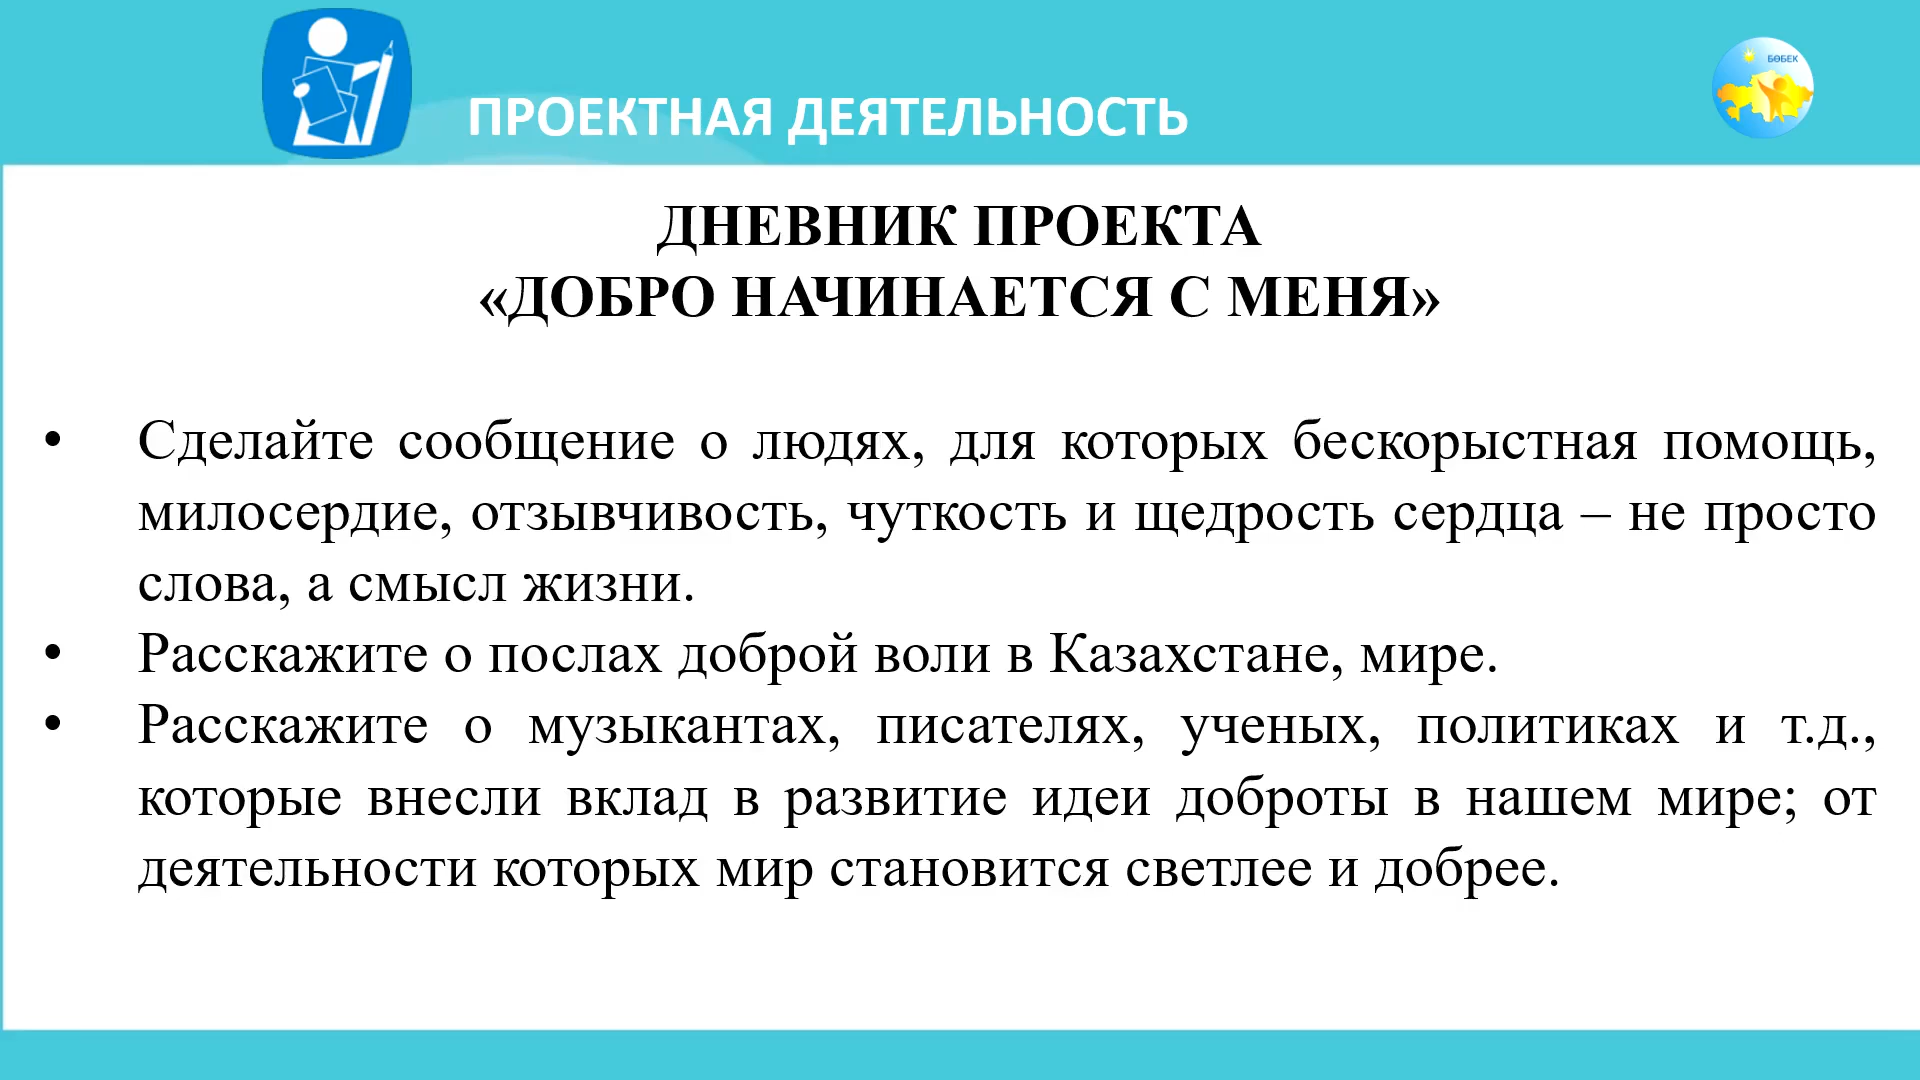 ПРОЕКТНАЯ ДЕЯТЕЛЬНОСТЬ
БӨБЕК
ДНЕВНИК ПРОЕКТА
«ДОБРО НАЧИНАЕТСЯ С МЕНЯ»
• Сделайте сообщение о людях, для которых бескорыстная помощь,
милосердие, отзывчивость, чуткость и щедрость сердца – не просто
слова, а смысл жизни.
• Расскажите о послах доброй воли в Казахстане, мире.
• Расскажите о музыкантах, писателях, ученых, политиках и т.д.,
которые внесли вклад в развитие идеи доброты в нашем мире; от
деятельности которых мир становится светлее и добрее.